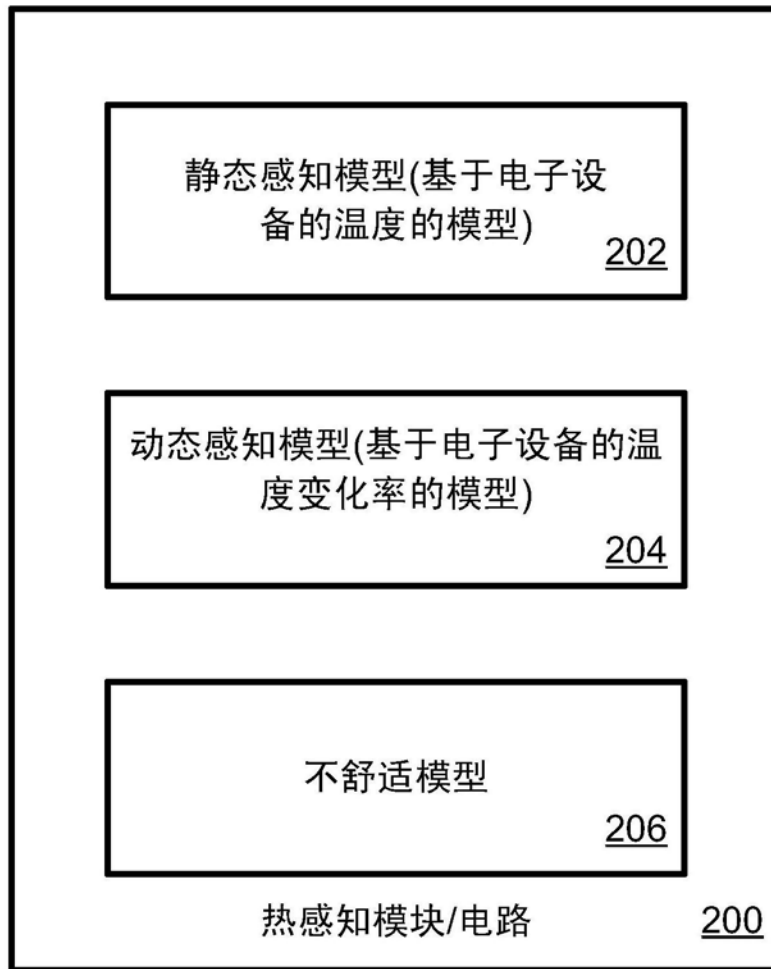 静态感知模型(基于电子设
备的温度的模型)
202
动态感知模型(基于电子设备的温
度变化率的模型)
204
不舒适模型
206
热感知模块/电路 200